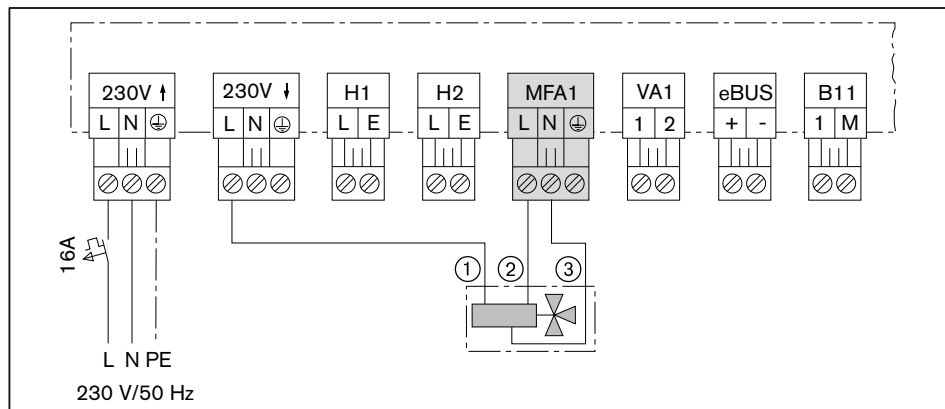 230V ↑ 230V ↓ H1 H2 MFA1 VA1 eBUS B11
L N ⏚ L N ⏚ L E L E L N ⏚ 1 2 + - 1 M
16A
① ② ③
L N PE
230 V/50 Hz